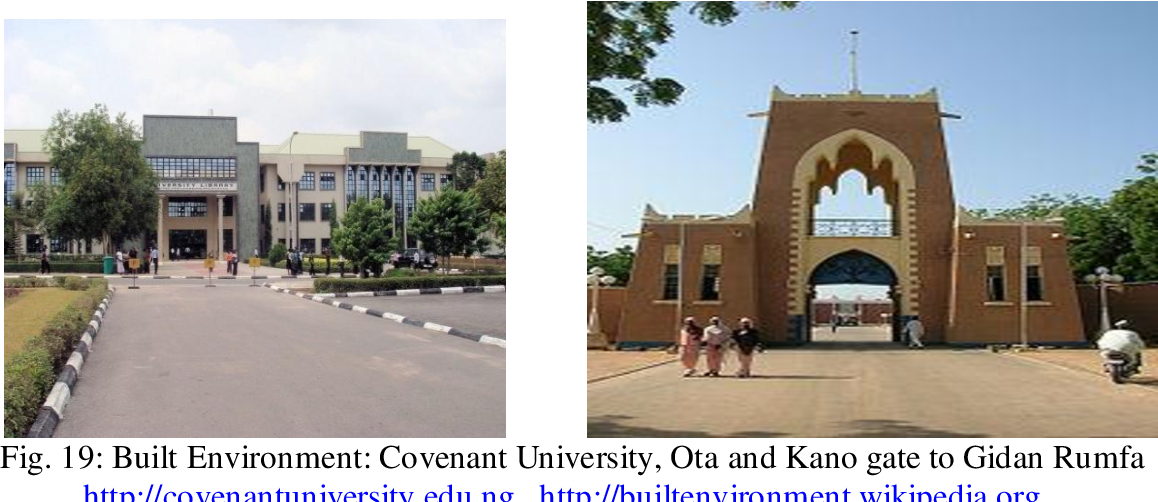 UNIVERSITY LIBRARY
Fig. 19: Built Environment: Covenant University, Ota and Kano gate to Gidan Rumfa
http://covenantuniversity.edu.ng http://builtenvironment.wikipedia.org